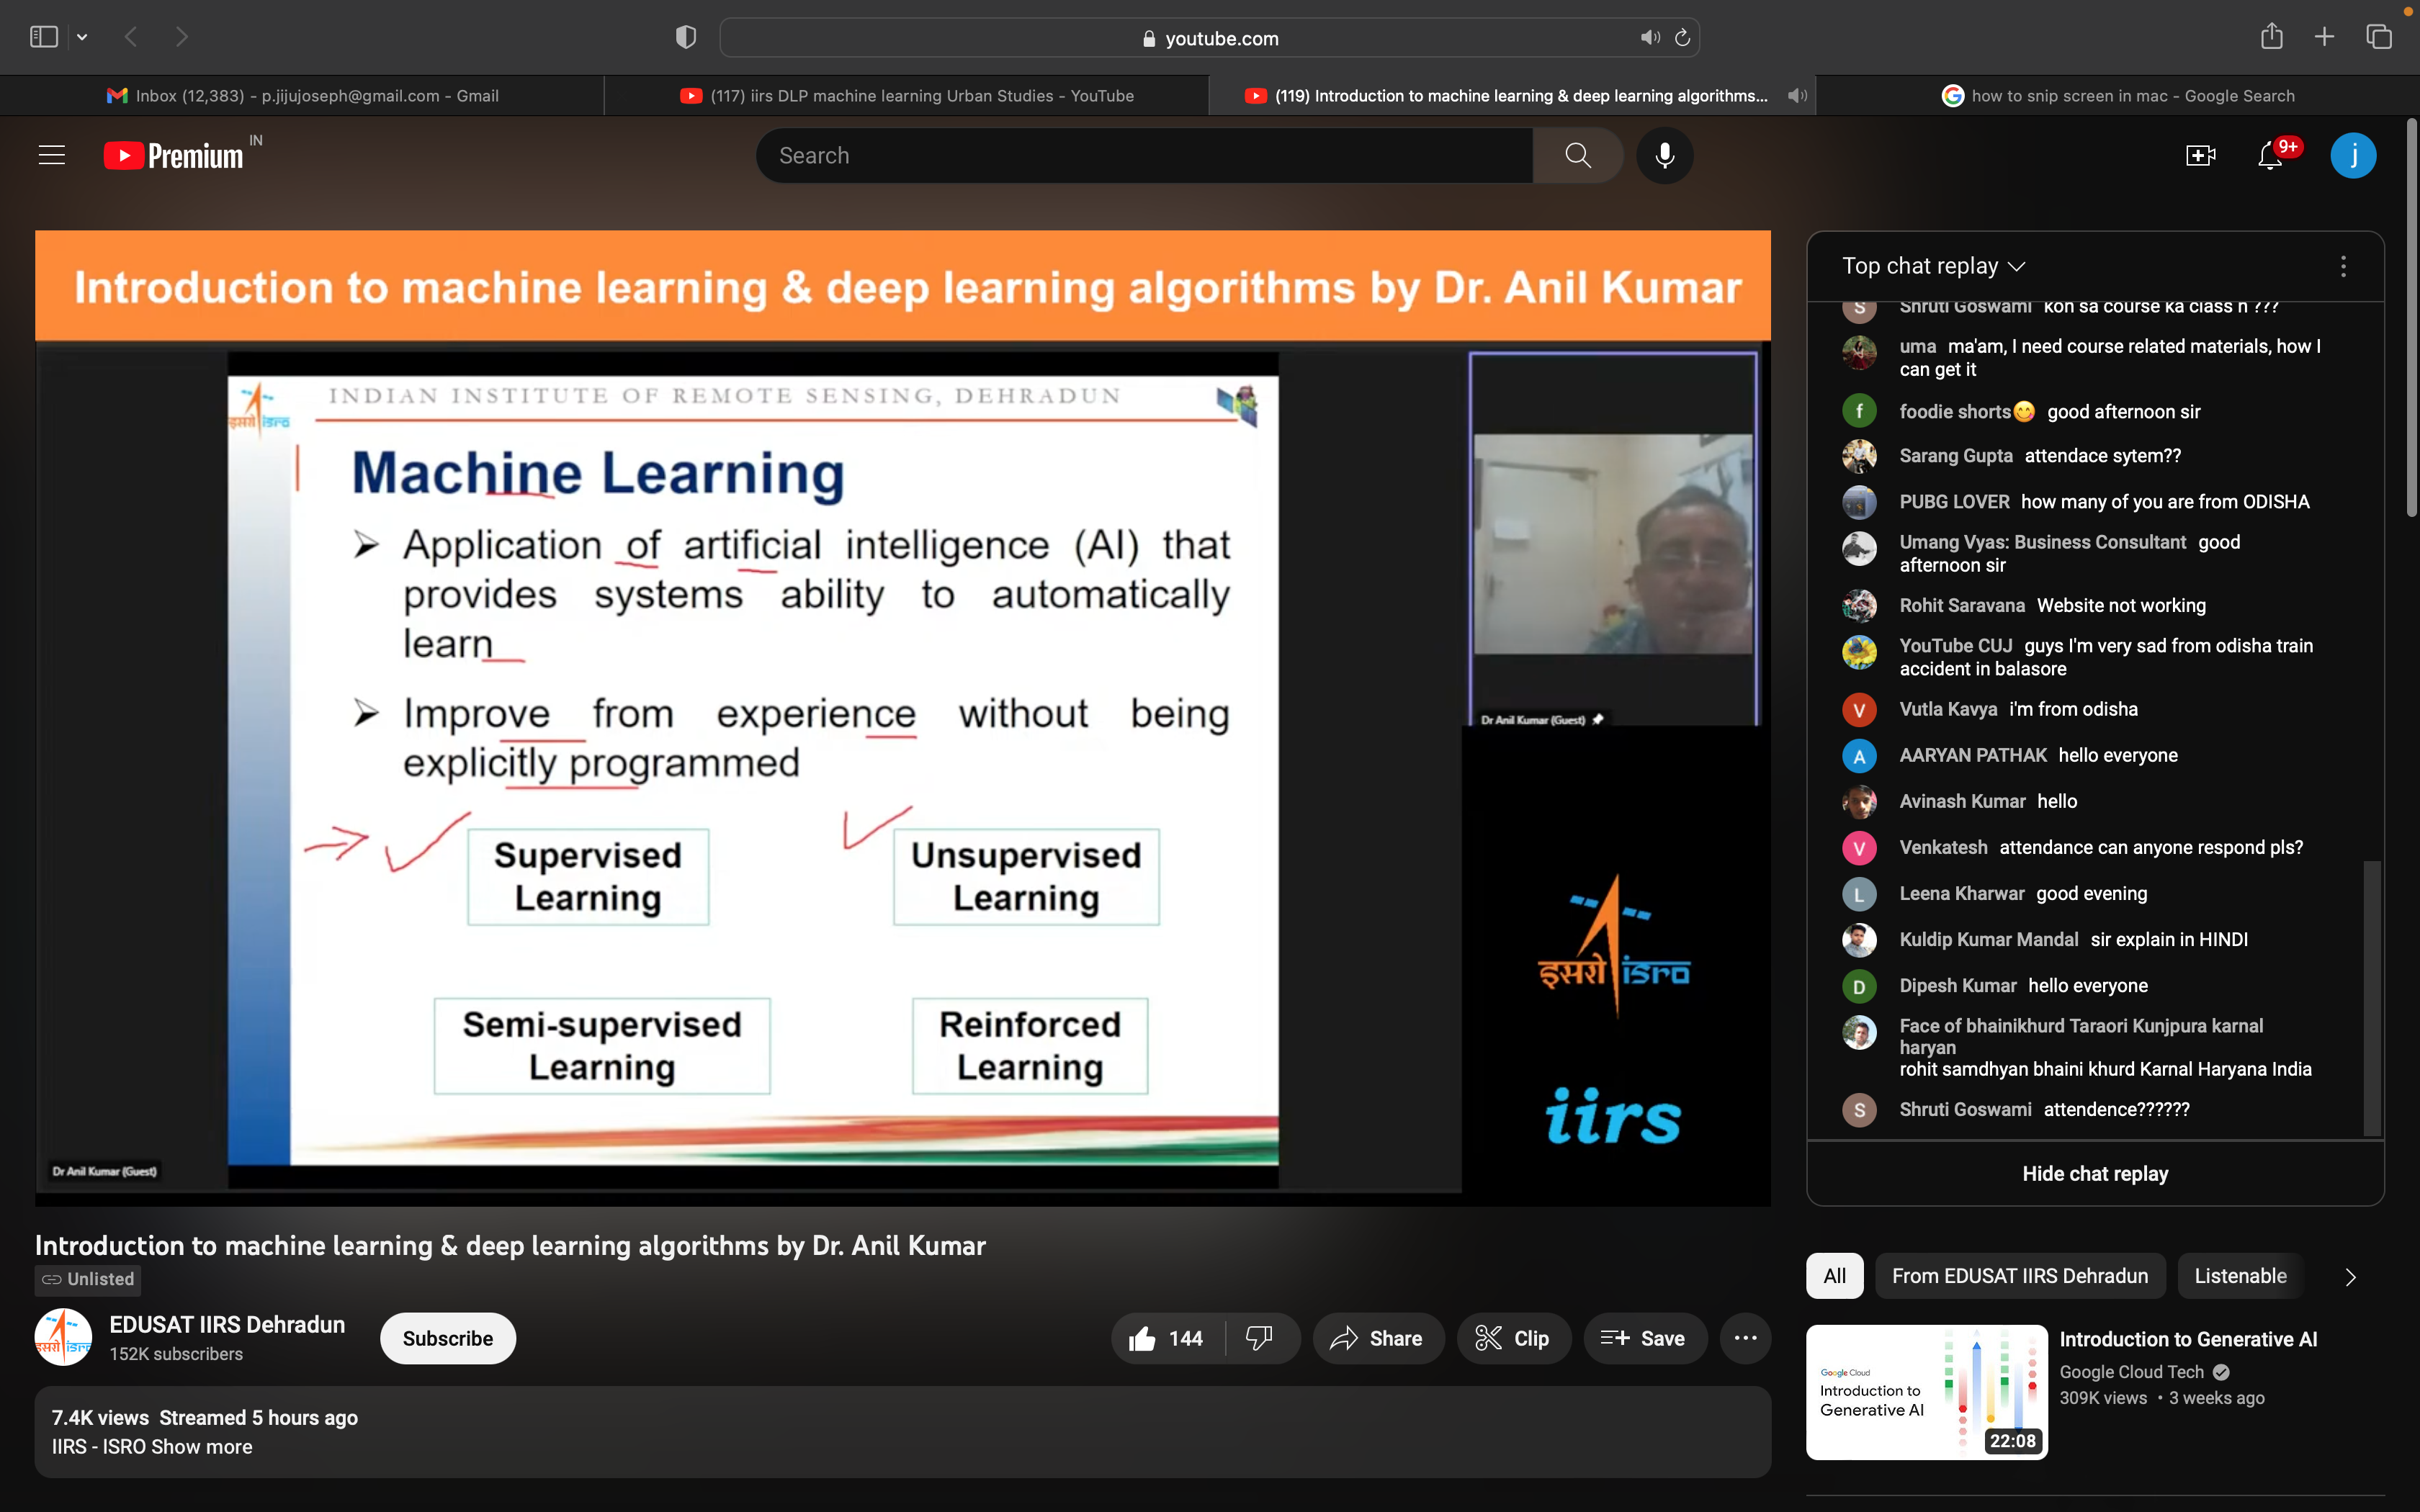 youtube.com
Inbox (12,383) - p.jijujoseph@gmail.com - Gmail
(117) iirs DLP machine learning Urban Studies - YouTube
(119) Introduction to machine learning & deep learning algorithms...
how to snip screen in mac - Google Search
Premium IN
Search
9+
j
Introduction to machine learning & deep learning algorithms by Dr. Anil Kumar
INDIAN INSTITUTE OF REMOTE SENSING, DEHRADUN
इसरो isro
Machine Learning
➢ Application of artificial intelligence (AI) that
provides systems ability to automatically
learn
➢ Improve from experience without being
explicitly programmed
Supervised
Learning
Unsupervised
Learning
Semi-supervised
Learning
Reinforced
Learning
Dr Anil Kumar (Guest)
Dr Anil Kumar (Guest)
इसरो isro
iirs
Top chat replay
S Shruti Goswami kon sa course ka class h ???
uma ma'am, I need course related materials, how I
can get it
f foodie shorts😋 good afternoon sir
Sarang Gupta attendace sytem??
PUBG LOVER how many of you are from ODISHA
Umang Vyas: Business Consultant good
afternoon sir
Rohit Saravana Website not working
YouTube CUJ guys I'm very sad from odisha train
accident in balasore
V Vutla Kavya i'm from odisha
A AARYAN PATHAK hello everyone
Avinash Kumar hello
V Venkatesh attendance can anyone respond pls?
L Leena Kharwar good evening
Kuldip Kumar Mandal sir explain in HINDI
D Dipesh Kumar hello everyone
Face of bhainikhurd Taraori Kunjpura karnal
haryan
rohit samdhyan bhaini khurd Karnal Haryana India
S Shruti Goswami attendence??????
Hide chat replay
Introduction to machine learning & deep learning algorithms by Dr. Anil Kumar
Unlisted
इसरो isro
EDUSAT IIRS Dehradun
152K subscribers
Subscribe
144
Share
Clip
Save
7.4K views Streamed 5 hours ago
IIRS - ISRO Show more
All
From EDUSAT IIRS Dehradun
Listenable
Google Cloud
Introduction to
Generative AI
22:08
Introduction to Generative AI
Google Cloud Tech
309K views • 3 weeks ago